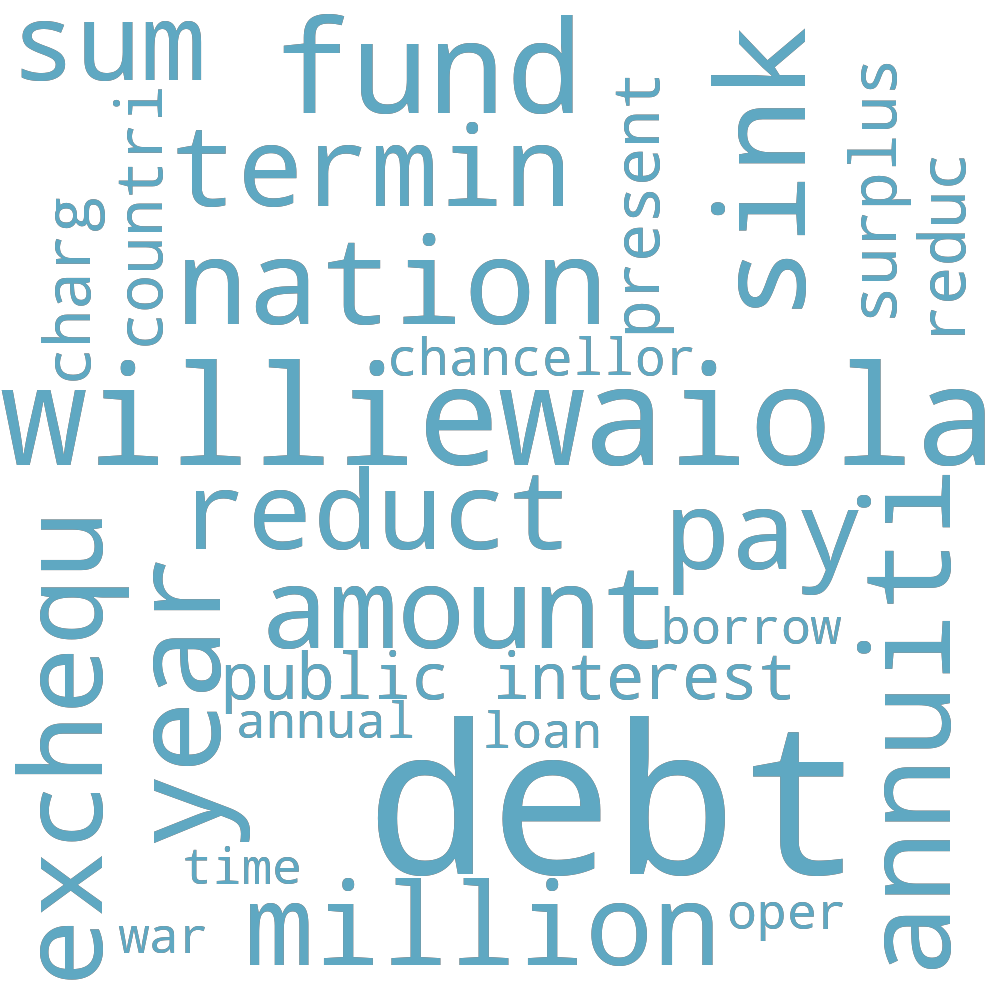 sum
fund
sink
termin
present
surplus
countri
reduc
charg
nation
chancellor
williewaiola
reduct
pay
annuiti
exchequ
year
amount
borrow
public
interest
annual
loan
debt
time
million
oper
war